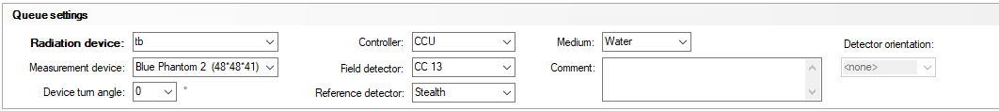 Queue settings
Radiation device: tb Controller: CCU Medium: Water Detector orientation:
Measurement device: Blue Phantom 2 (48*48*41) Field detector: CC 13 Comment: <none>
Device turn angle: 0 ° Reference detector: Stealth